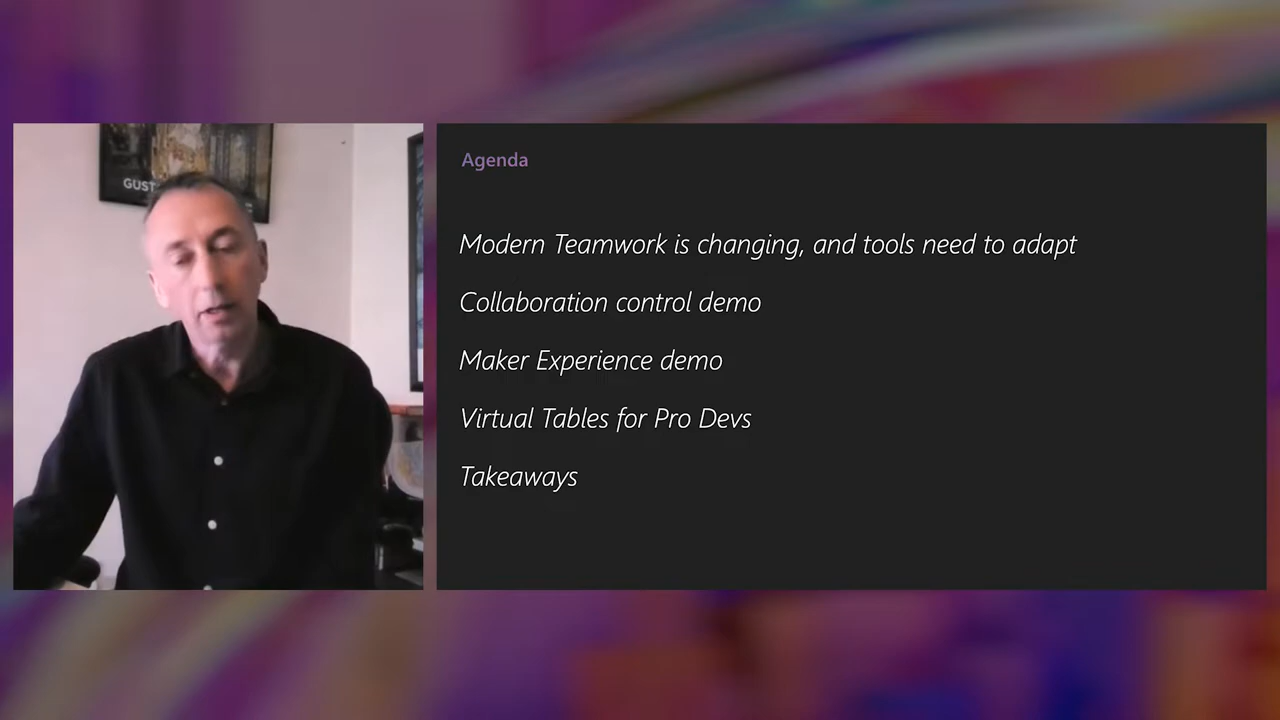 GUST
Agenda
Modern Teamwork is changing, and tools need to adapt
Collaboration control demo
Maker Experience demo
Virtual Tables for Pro Devs
Takeaways